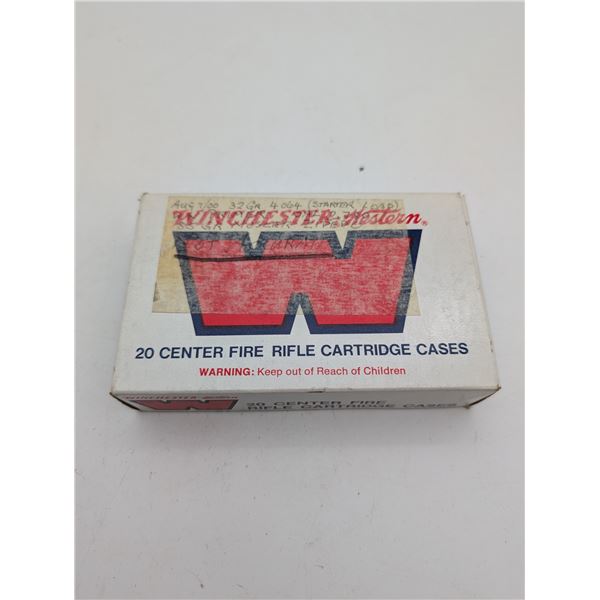 Aug 7/00 32 GR 4064 (STARTER LOAD)
WINCHESTER Western®
20 CENTER FIRE RIFLE CARTRIDGE CASES
WARNING: Keep out of Reach of Children
WINCHESTER Western
20 CENTER FIRE
RIFLE CARTRIDGE CASES